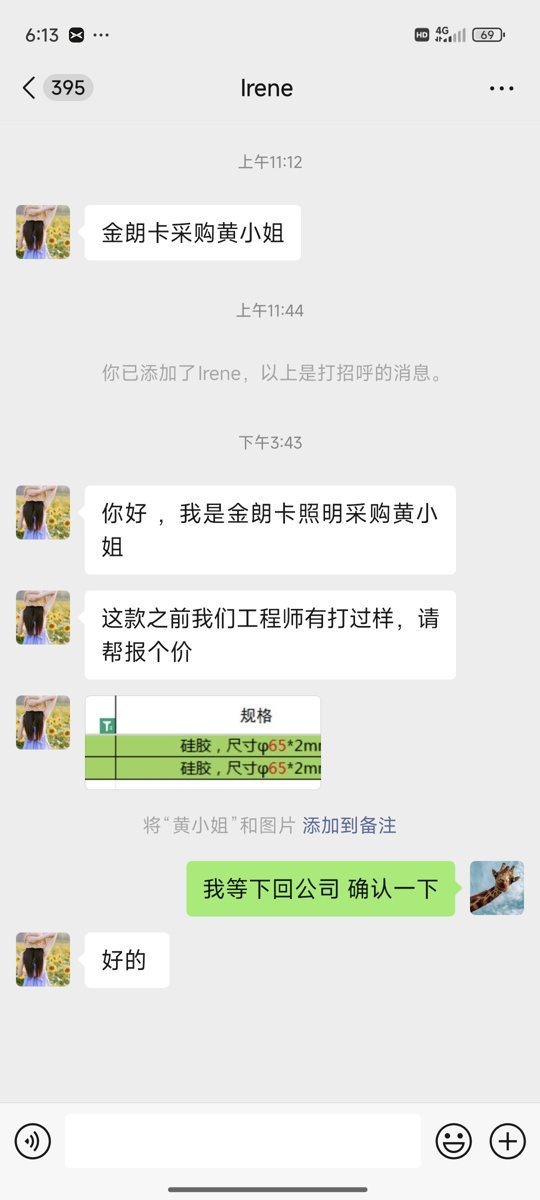 6:13
HD 4G 69
395
Irene
上午11:12
金朗卡采购黄小姐
上午11:44
你已添加了Irene，以上是打招呼的消息。
下午3:43
你好 ，我是金朗卡照明采购黄小
姐
这款之前我们工程师有打过样，请
帮报个价
规格
硅胶，尺寸φ65*2m
硅胶，尺寸φ65*2m
将“黄小姐”和图片 添加到备注
我等下回公司 确认一下
好的